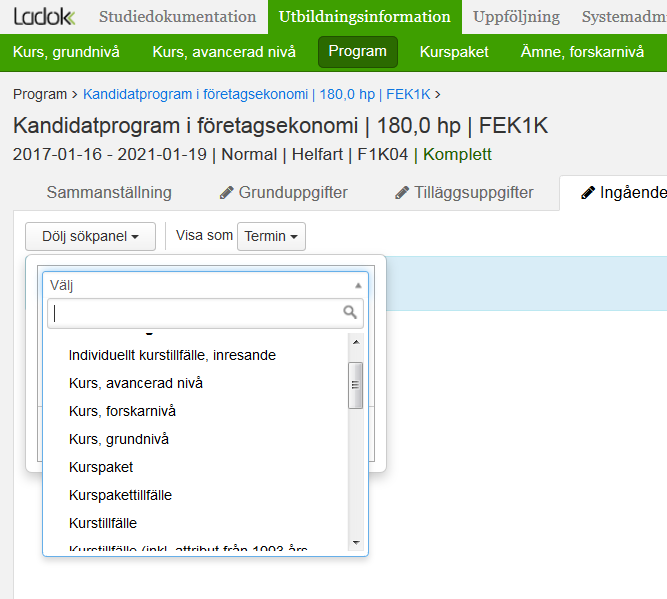 Ladok Studiedokumentation Utbildningsinformation Uppföljning Systemadm
Kurs, grundnivå Kurs, avancerad nivå Program Kurspaket Ämne, forskarnivå
Program > Kandidatprogram i företagsekonomi | 180,0 hp | FEK1K >
Kandidatprogram i företagsekonomi | 180,0 hp | FEK1K
2017-01-16 - 2021-01-19 | Normal | Helfart | F1K04 | Komplett
Sammanställning Grunduppgifter Tilläggsuppgifter Ingående
Dölj sökpanel Visa som Termin
Välj
Individuellt kurstillfälle, inresande
Kurs, avancerad nivå
Kurs, forskarnivå
Kurs, grundnivå
Kurspaket
Kurspakettillfälle
Kurstillfälle
Kurstillfälle (inkl. attribut från 1993 års